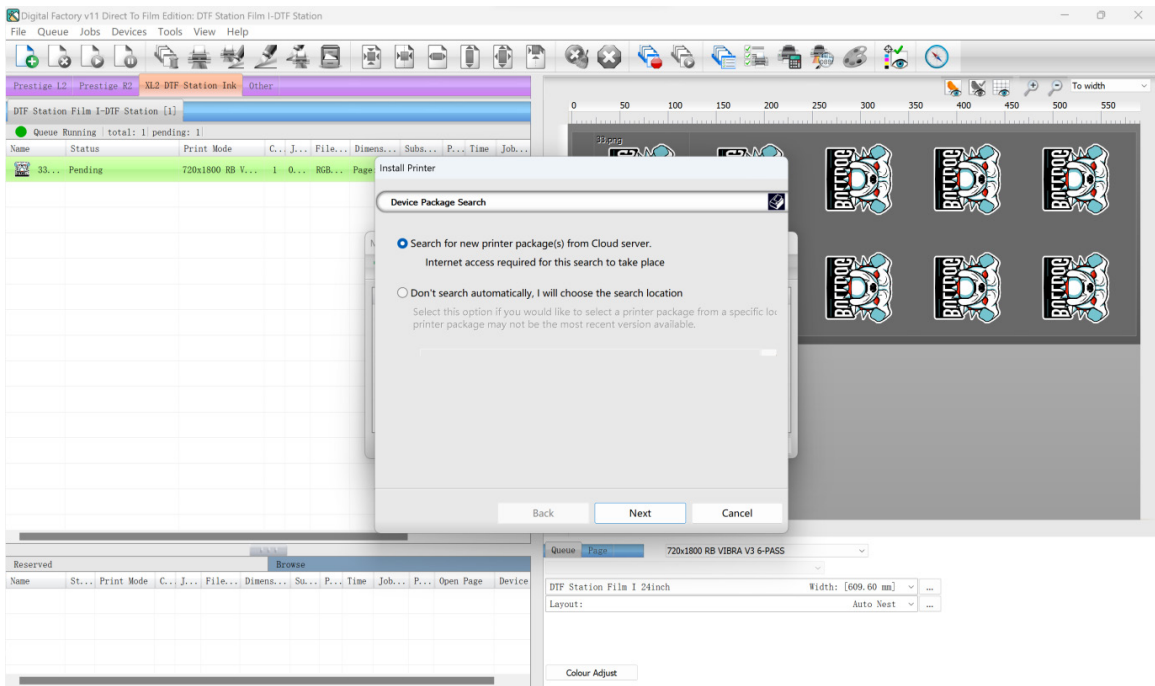 Digital Factory v11 Direct To Film Edition: DTF Station Film I-DTF Station
File Queue Jobs Devices Tools View Help
Prestige L2 Prestige R2 XL2 DTF Station Ink Other
To width
DTF Station Film I-DTF Station [1]
Queue Running total: 1 pending: 1
Name Status Print Mode C... J... File... Dimens... Subs... P... Time Job...
33... Pending 720x1800 RB V... 1 0... RGB... Page
0 50 100 150 200 250 300 350 400 450 500 550
33.png
BULLDOG BULLDOG BULLDOG
BULLDOG BULLDOG BULLDOG
Install Printer
Device Package Search
Search for new printer package(s) from Cloud server.
Internet access required for this search to take place
Don't search automatically, I will choose the search location
Select this option if you would like to select a printer package from a specific loc
printer package may not be the most recent version available.
Back Next Cancel
Reserved Browse
Name St... Print Mode C... J... File... Dimens... Su... P... Time Job... P... Open Page Device
Queue Page 720x1800 RB VIBRA V3 6-PASS
DTF Station Film I 24inch Width: [609.60 mm] ...
Layout: Auto Nest ...
Colour Adjust